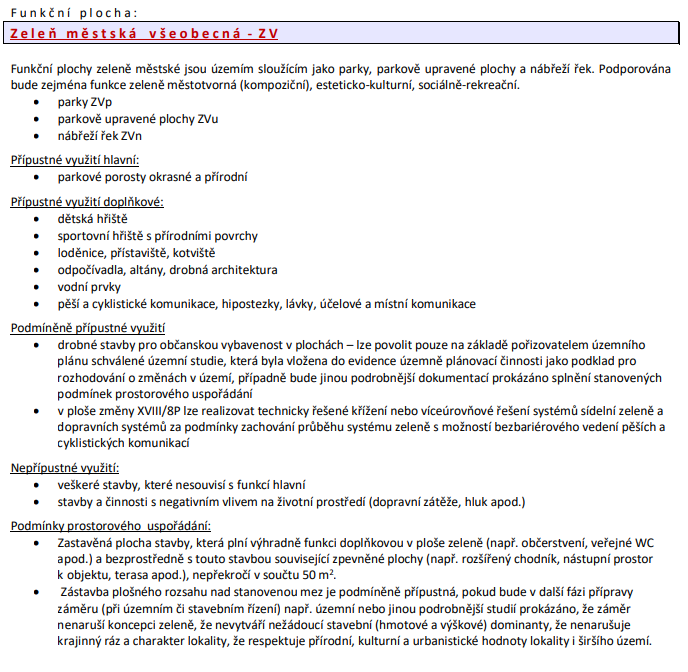 Funkční plocha:
Zeleň městská všeobecná - ZV
Funkční plochy zeleně městské jsou územím sloužícím jako parky, parkově upravené plochy a nábřeží řek. Podporována
bude zejména funkce zeleně městotvorná (kompoziční), esteticko-kulturní, sociálně-rekreační.
• parky ZVp
• parkově upravené plochy ZVu
• nábřeží řek ZVn
Přípustné využití hlavní:
• parkové porosty okrasné a přírodní
Přípustné využití doplňkové:
• dětská hřiště
• sportovní hřiště s přírodními povrchy
• loděnice, přístaviště, kotviště
• odpočívadla, altány, drobná architektura
• vodní prvky
• pěší a cyklistické komunikace, hipostezky, lávky, účelové a místní komunikace
Podmíněně přípustné využití
• drobné stavby pro občanskou vybavenost v plochách – lze povolit pouze na základě pořizovatelem územního
plánu schválené územní studie, která byla vložena do evidence územně plánovací činnosti jako podklad pro
rozhodování o změnách v území, případně bude jinou podrobnější dokumentací prokázáno splnění stanovených
podmínek prostorového uspořádání
• v ploše změny XVIII/8P lze realizovat technicky řešené křížení nebo víceúrovňové řešení systémů sídelní zeleně a
dopravních systémů za podmínky zachování průběhu systému zeleně s možností bezbariérového vedení pěších a
cyklistických komunikací
Nepřípustné využití:
• veškeré stavby, které nesouvisí s funkcí hlavní
• stavby a činnosti s negativním vlivem na životní prostředí (dopravní zátěže, hluk apod.)
Podmínky prostorového uspořádání:
• Zastavěná plocha stavby, která plní výhradně funkci doplňkovou v ploše zeleně (např. občerstvení, veřejné WC
apod.) a bezprostředně s touto stavbou související zpevněné plochy (např. rozšířený chodník, nástupní prostor
k objektu, terasa apod.), nepřekročí v součtu 50 m².
• Zástavba plošného rozsahu nad stanovenou mez je podmíněně přípustná, pokud bude v další fázi přípravy
záměru (při územním či stavebním řízení) např. územní nebo jinou podrobnější studií prokázáno, že záměr
nenaruší koncepci zeleně, že nevytváří nežádoucí stavební (hmotové a výškové) dominanty, že nenarušuje
krajinný ráz a charakter lokality, že respektuje přírodní, kulturní a urbanistické hodnoty lokality i širšího území.